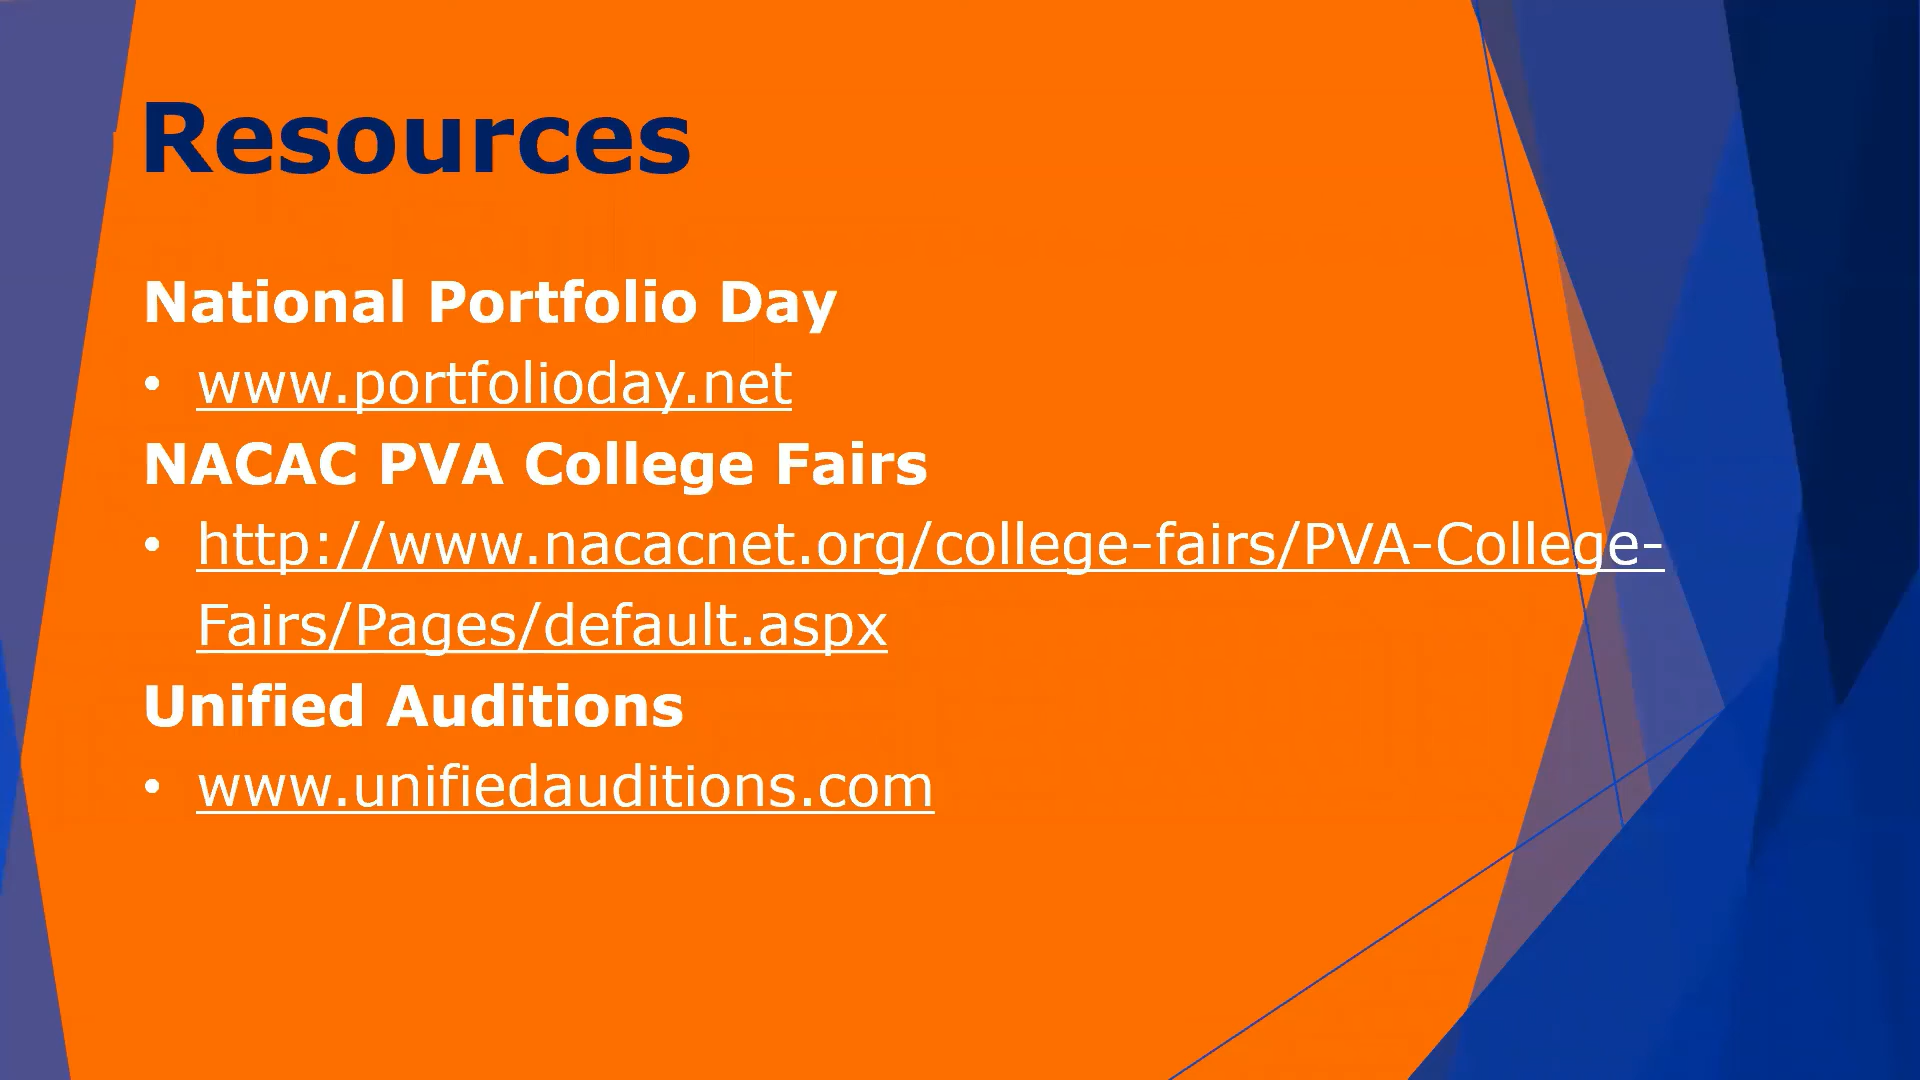 Resources
National Portfolio Day
• www.portfolioday.net
NACAC PVA College Fairs
• http://www.nacacnet.org/college-fairs/PVA-College-
Fairs/Pages/default.aspx
Unified Auditions
• www.unifiedauditions.com